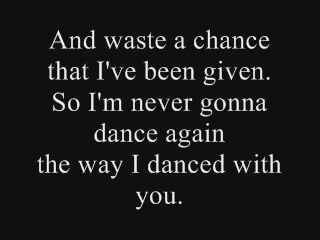 And waste a chance
that I've been given.
So I'm never gonna
dance again
the way I danced with
you.